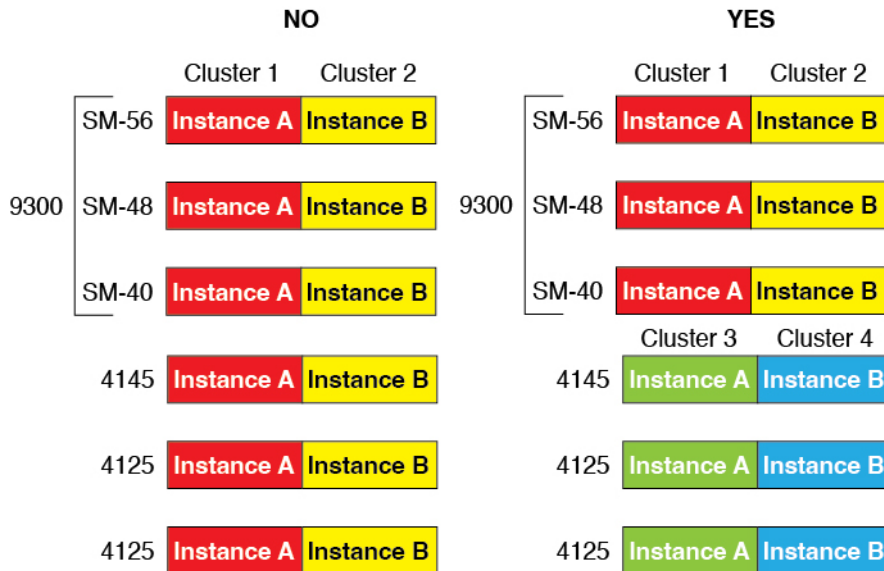 NO YES
Cluster 1 Cluster 2 Cluster 1 Cluster 2
SM-56 Instance A Instance B SM-56 Instance A Instance B
9300 SM-48 Instance A Instance B 9300 SM-48 Instance A Instance B
SM-40 Instance A Instance B SM-40 Instance A Instance B
Cluster 3 Cluster 4
4145 Instance A Instance B 4145 Instance A Instance B
4125 Instance A Instance B 4125 Instance A Instance B
4125 Instance A Instance B 4125 Instance A Instance B